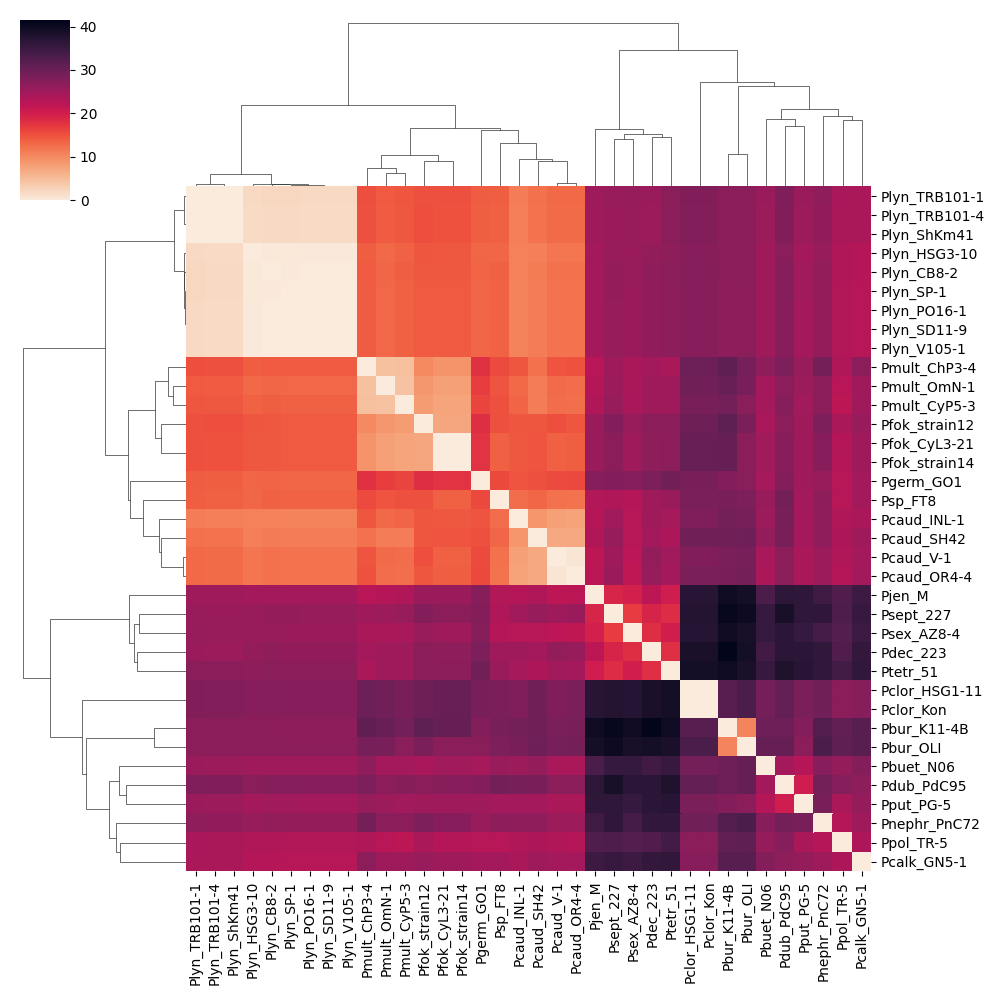 40
30
20
10
0
Plyn_TRB101-1
Plyn_TRB101-4
Plyn_ShKm41
Plyn_HSG3-10
Plyn_CB8-2
Plyn_SP-1
Plyn_PO16-1
Plyn_SD11-9
Plyn_V105-1
Pmult_ChP3-4
Pmult_OmN-1
Pmult_CyP5-3
Pfok_strain12
Pfok_CyL3-21
Pfok_strain14
Pgerm_GO1
Psp_FT8
Pcaud_INL-1
Pcaud_SH42
Pcaud_V-1
Pcaud_OR4-4
Pjen_M
Psept_227
Psex_AZ8-4
Pdec_223
Ptetr_51
Pclor_HSG1-11
Pclor_Kon
Pbur_K11-4B
Pbur_OLI
Pbuet_N06
Pdub_PdC95
Pput_PG-5
Pnephr_PnC72
Ppol_TR-5
Pcalk_GN5-1
Plyn_TRB101-1
Plyn_TRB101-4
Plyn_ShKm41
Plyn_HSG3-10
Plyn_CB8-2
Plyn_SP-1
Plyn_PO16-1
Plyn_SD11-9
Plyn_V105-1
Pmult_ChP3-4
Pmult_OmN-1
Pmult_CyP5-3
Pfok_strain12
Pfok_CyL3-21
Pfok_strain14
Pgerm_GO1
Psp_FT8
Pcaud_INL-1
Pcaud_SH42
Pcaud_V-1
Pcaud_OR4-4
Pjen_M
Psept_227
Psex_AZ8-4
Pdec_223
Ptetr_51
Pclor_HSG1-11
Pclor_Kon
Pbur_K11-4B
Pbur_OLI
Pbuet_N06
Pdub_PdC95
Pput_PG-5
Pnephr_PnC72
Ppol_TR-5
Pcalk_GN5-1